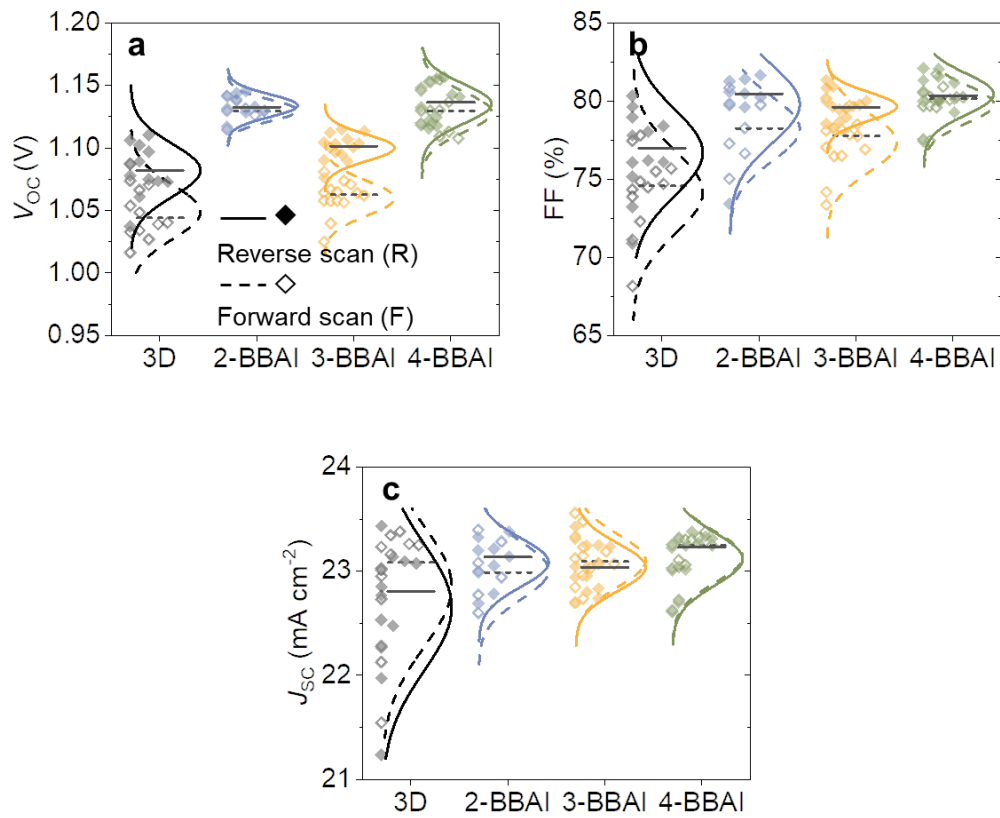 a
V_OC (V)
1.20
1.15
1.10
1.05
1.00
0.95
Reverse scan (R)
Forward scan (F)
3D 2-BBAI 3-BBAI 4-BBAI
b
FF (%)
85
80
75
70
65
3D 2-BBAI 3-BBAI 4-BBAI
c
J_SC (mA cm⁻²)
24
23
22
21
3D 2-BBAI 3-BBAI 4-BBAI